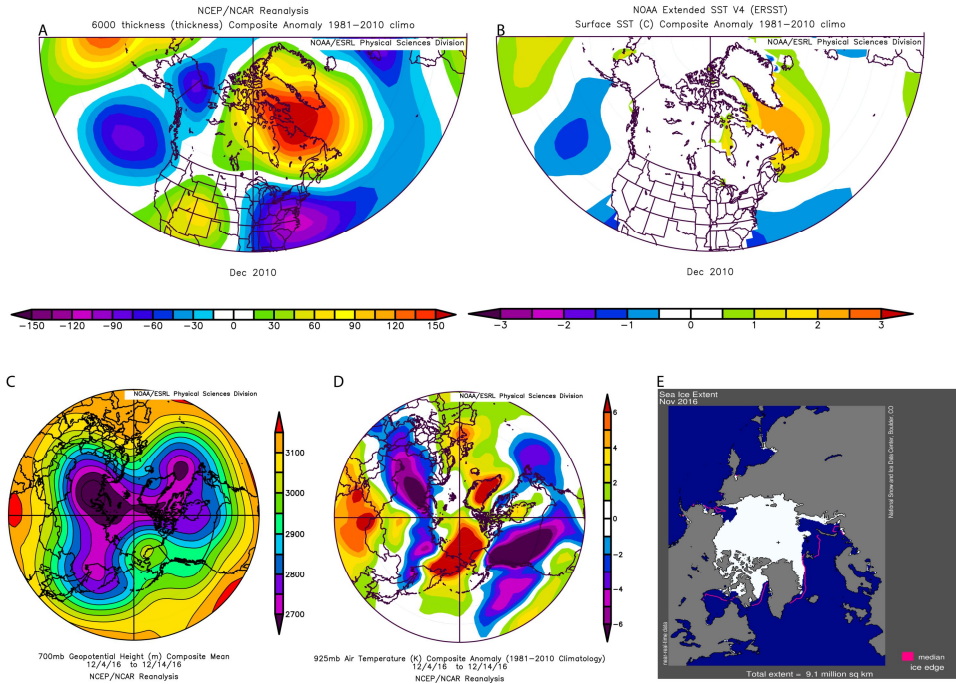 NCEP/NCAR Reanalysis
6000 thickness (thickness) Composite Anomaly 1981-2010 climo
A
NOAA/ESRL Physical Sciences Division
Dec 2010
-150 -120 -90 -60 -30 0 30 60 90 120 150
NOAA Extended SST V4 (ERSST)
Surface SST (C) Composite Anomaly 1981-2010 climo
B
NOAA/ESRL Physical Sciences Division
Dec 2010
-3 -2 -1 0 1 2 3
C
NOAA/ESRL Physical Sciences Division
3100
3000
2900
2800
2700
700mb Geopotential Height (m) Composite Mean
12/4/16 to 12/14/16
NCEP/NCAR Reanalysis
D
NOAA/ESRL Physical Sciences Division
6
4
2
0
-2
-4
-6
925mb Air Temperature (K) Composite Anomaly (1981-2010 Climatology)
12/4/16 to 12/14/16
NCEP/NCAR Reanalysis
E
Sea Ice Extent
Nov 2016
National Snow and Ice Data Center, Boulder, CO
near-real-time data
median
ice edge
Total extent = 9.1 million sq km